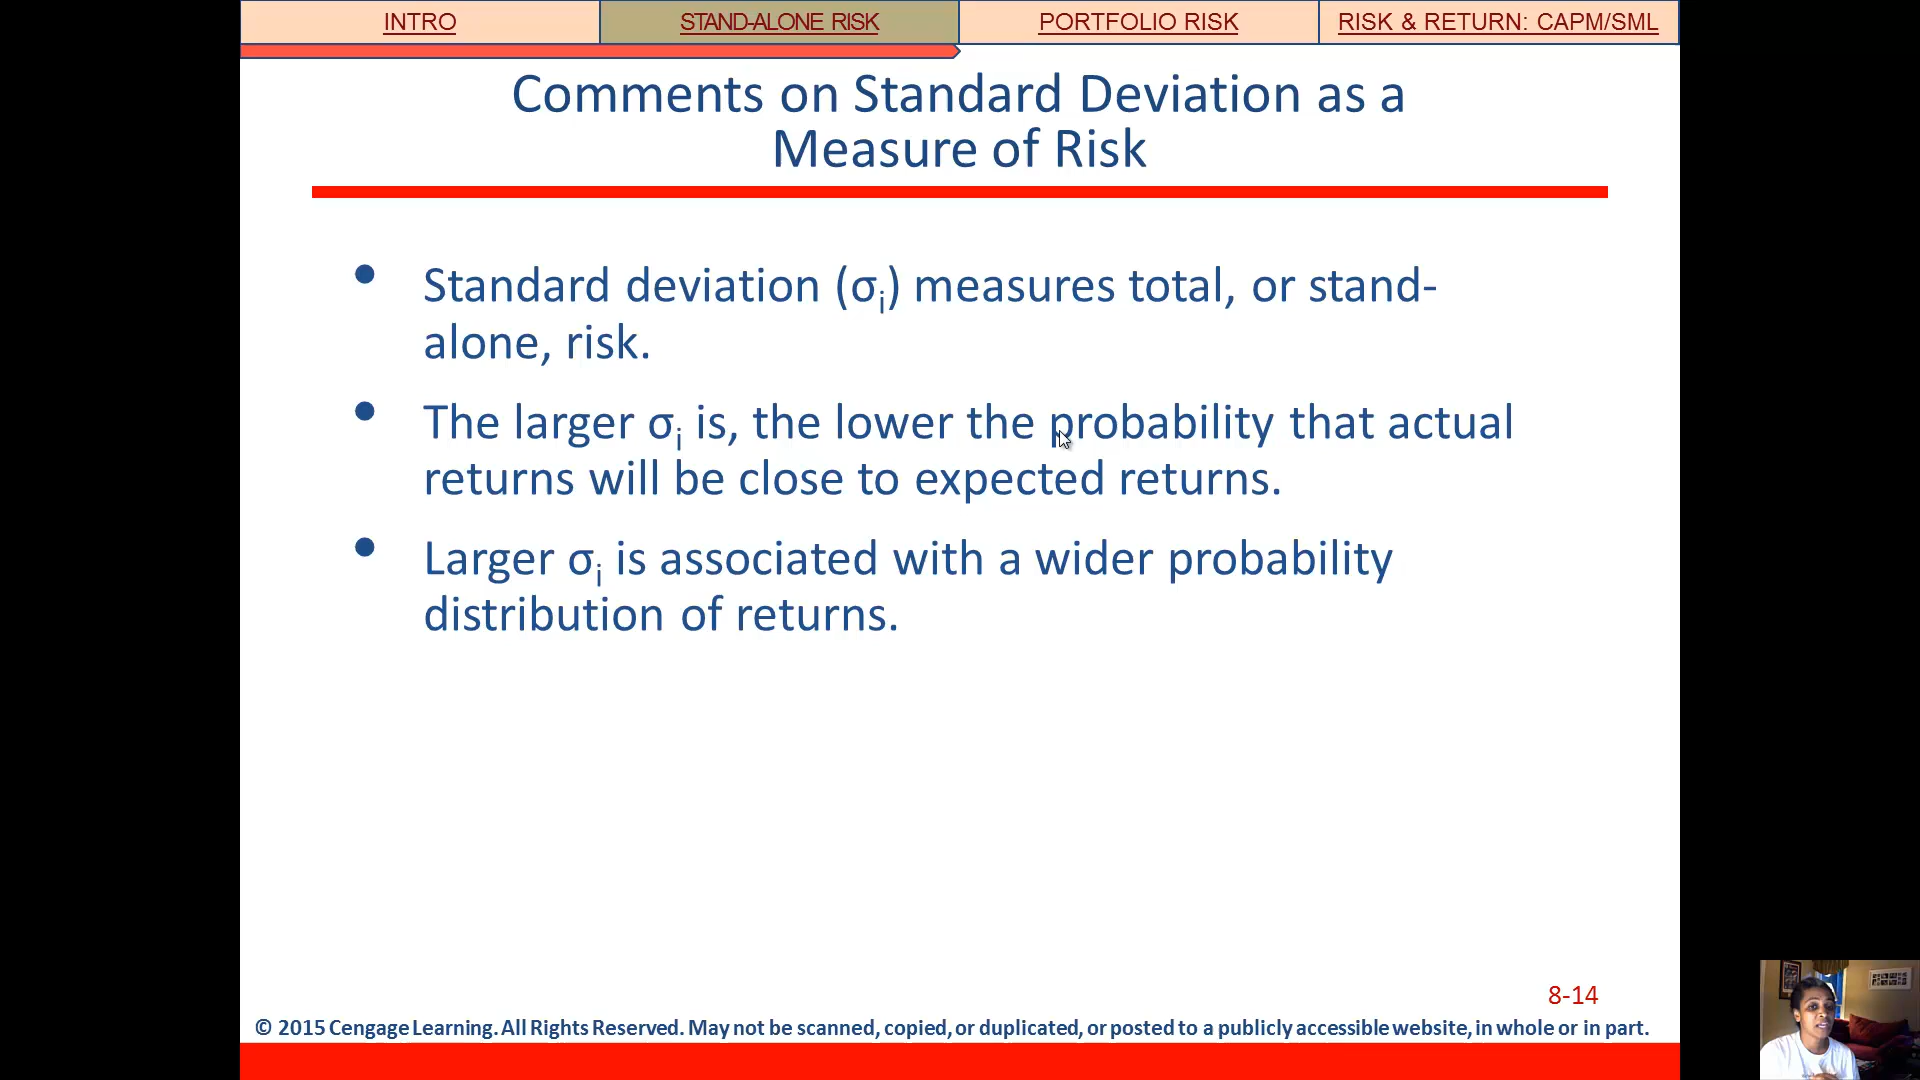 INTRO STAND-ALONE RISK PORTFOLIO RISK RISK & RETURN: CAPM/SML
Comments on Standard Deviation as a
Measure of Risk
• Standard deviation (σi) measures total, or stand-
alone, risk.
• The larger σi is, the lower the probability that actual
returns will be close to expected returns.
• Larger σi is associated with a wider probability
distribution of returns.
8-14
© 2015 Cengage Learning. All Rights Reserved. May not be scanned, copied, or duplicated, or posted to a publicly accessible website, in whole or in part.